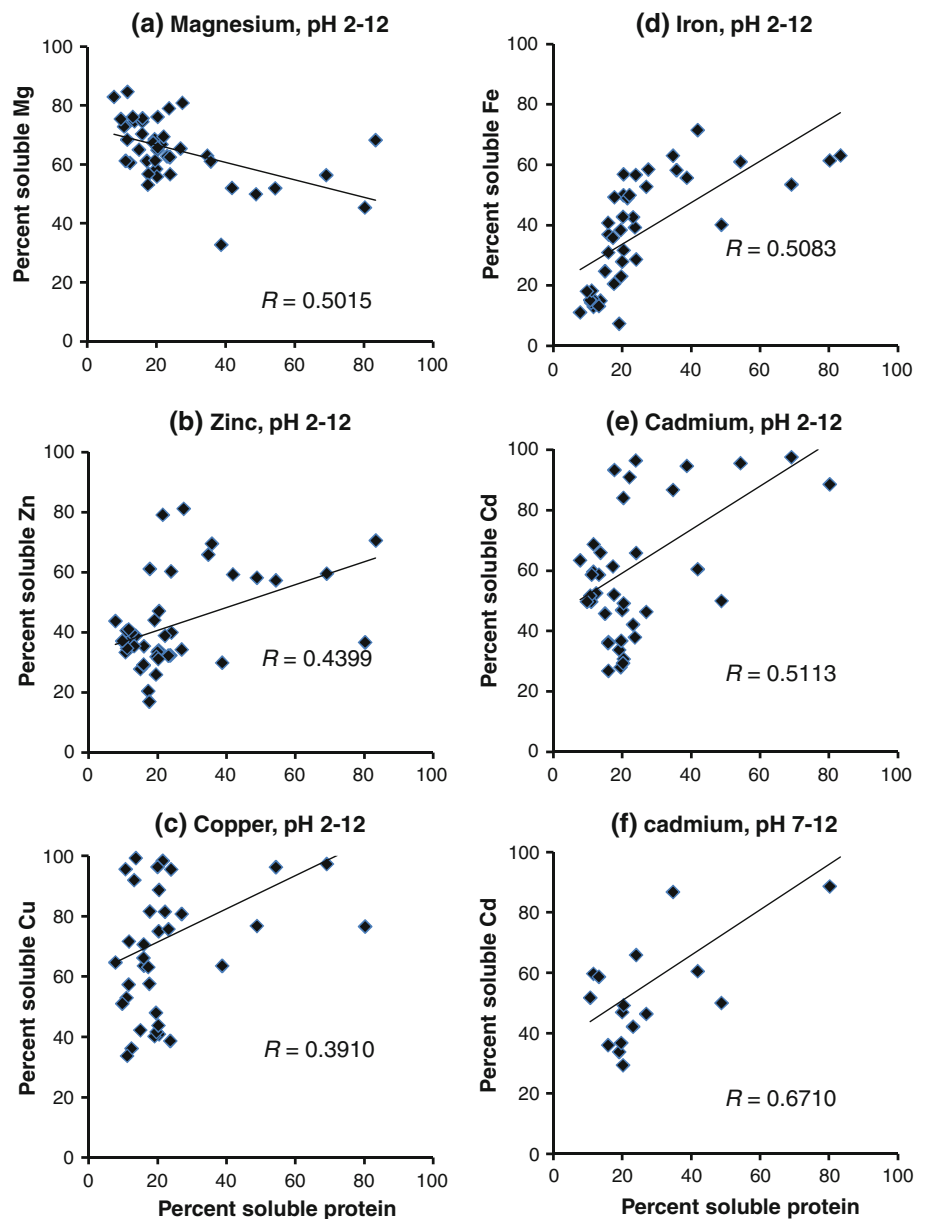 (a) Magnesium, pH 2-12
100
80
60
40
20
0
0 20 40 60 80 100
Percent soluble Mg
R = 0.5015
(b) Zinc, pH 2-12
100
80
60
40
20
0
0 20 40 60 80 100
Percent soluble Zn
R = 0.4399
(c) Copper, pH 2-12
100
80
60
40
20
0
0 20 40 60 80 100
Percent soluble Cu
R = 0.3910
Percent soluble protein
(d) Iron, pH 2-12
100
80
60
40
20
0
0 20 40 60 80 100
Percent soluble Fe
R = 0.5083
(e) Cadmium, pH 2-12
100
80
60
40
20
0
0 20 40 60 80 100
Percent soluble Cd
R = 0.5113
(f) cadmium, pH 7-12
100
80
60
40
20
0
0 20 40 60 80 100
Percent soluble Cd
R = 0.6710
Percent soluble protein